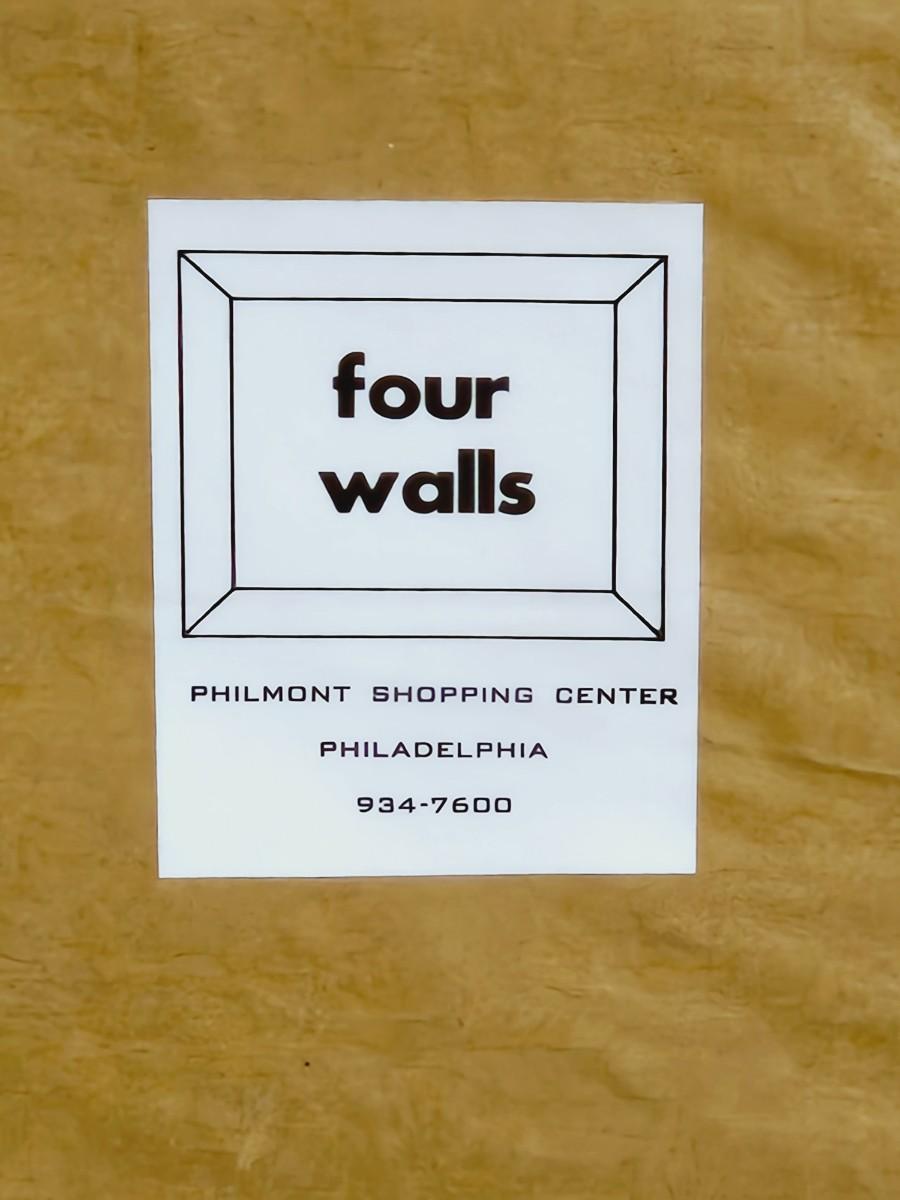 four
walls
PHILMONT SHOPPING CENTER
PHILADELPHIA
934-7600